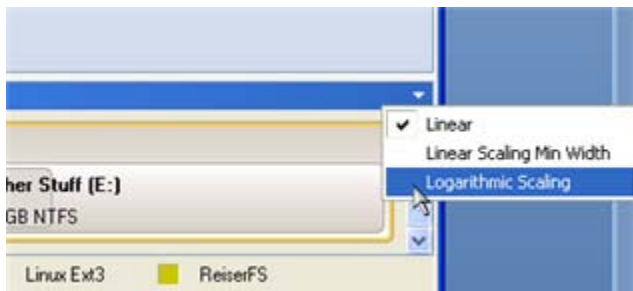 Linear
Linear Scaling Min Width
Logarithmic Scaling
her Stuff (E:)
GB NTFS
Linux Ext3 ReiserFS